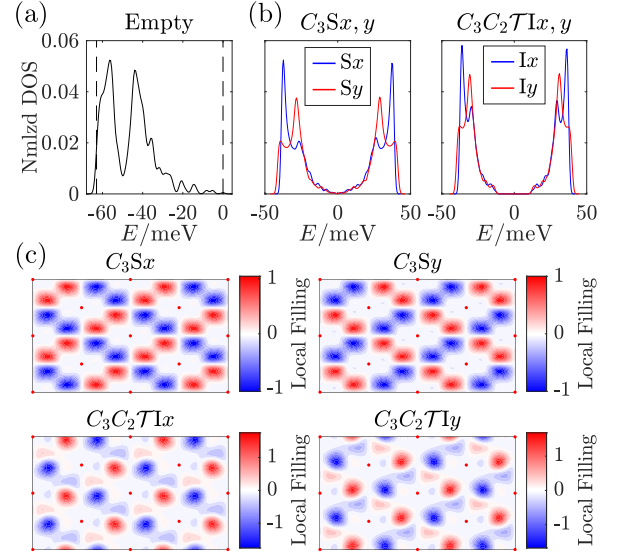 (a) Empty
Nmlzd DOS
0.06
0.04
0.02
0
-60 -40 -20 0
E/meV
(b) C₃Sx, y
Sx
Sy
-50 0 50
E/meV
C₃C₂𝒯Ix, y
Ix
Iy
-50 0 50
E/meV
(c)
C₃Sx
1
0
-1
Local Filling
C₃Sy
1
0
-1
Local Filling
C₃C₂𝒯Ix
1
0
-1
Local Filling
C₃C₂𝒯Iy
1
0
-1
Local Filling